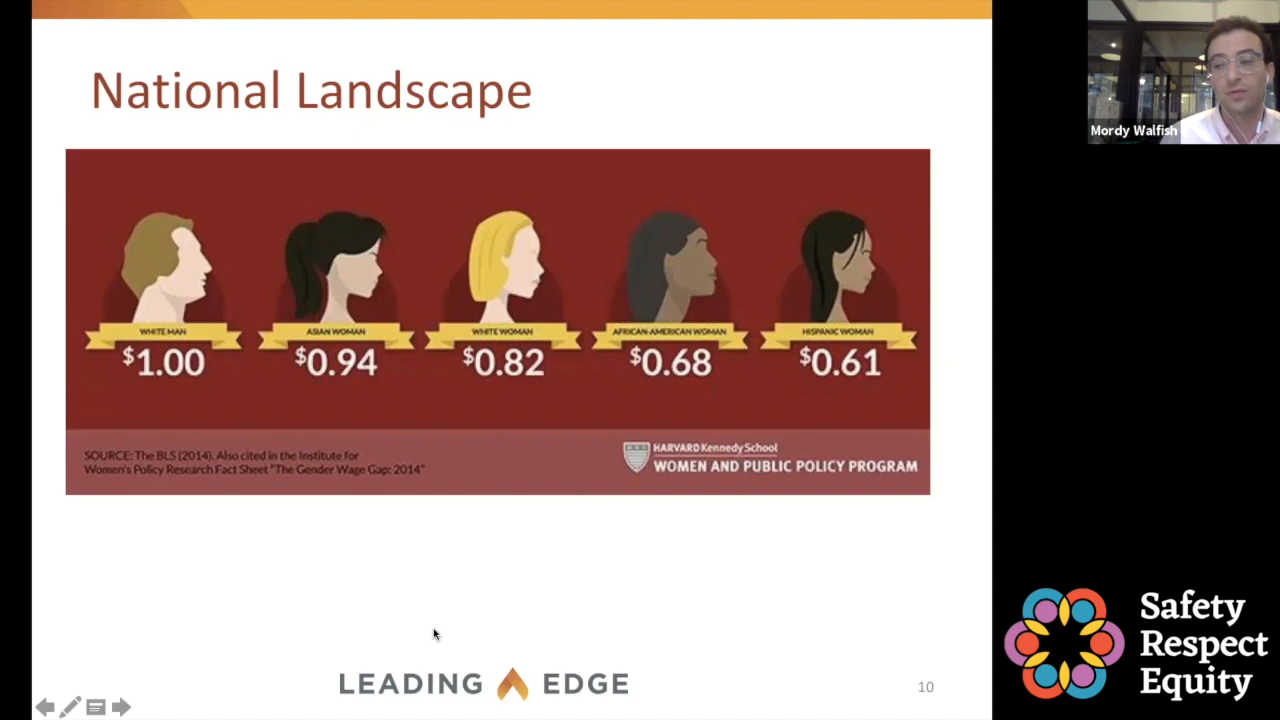 National Landscape
Mordy Walfish
WHITE MAN
$1.00
ASIAN WOMAN
$0.94
WHITE WOMAN
$0.82
AFRICAN-AMERICAN WOMAN
$0.68
HISPANIC WOMAN
$0.61
SOURCE: The BLS (2014). Also cited in the Institute for
Women's Policy Research Fact Sheet "The Gender Wage Gap: 2014"
HARVARD Kennedy School
WOMEN AND PUBLIC POLICY PROGRAM
LEADING EDGE
10
Safety
Respect
Equity